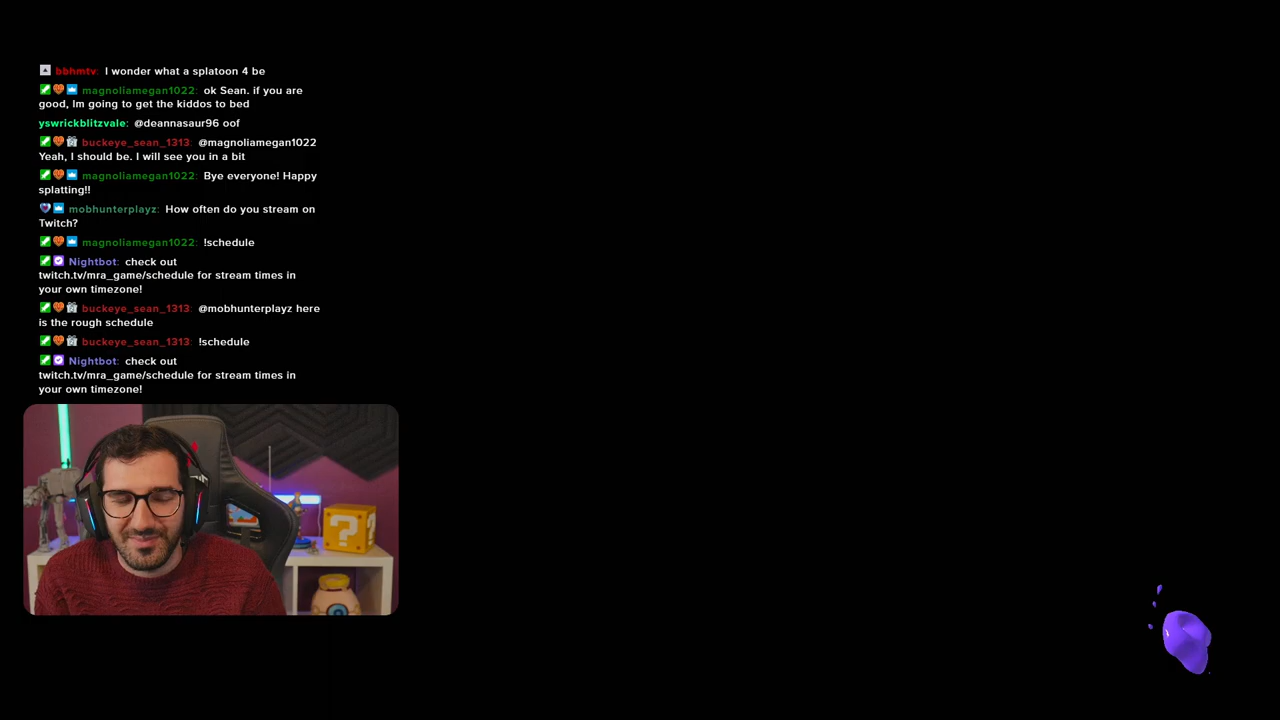 bbhmtv: I wonder what a splatoon 4 be
magnoliamegan1022: ok Sean. if you are
good, Im going to get the kiddos to bed
yswrickblitzvale: @deannasaur96 oof
buckeye_sean_1313: @magnoliamegan1022
Yeah, I should be. I will see you in a bit
magnoliamegan1022: Bye everyone! Happy
splatting!!
mobhunterplayz: How often do you stream on
Twitch?
magnoliamegan1022: !schedule
Nightbot: check out
twitch.tv/mra_game/schedule for stream times in
your own timezone!
buckeye_sean_1313: @mobhunterplayz here
is the rough schedule
buckeye_sean_1313: !schedule
Nightbot: check out
twitch.tv/mra_game/schedule for stream times in
your own timezone!
?